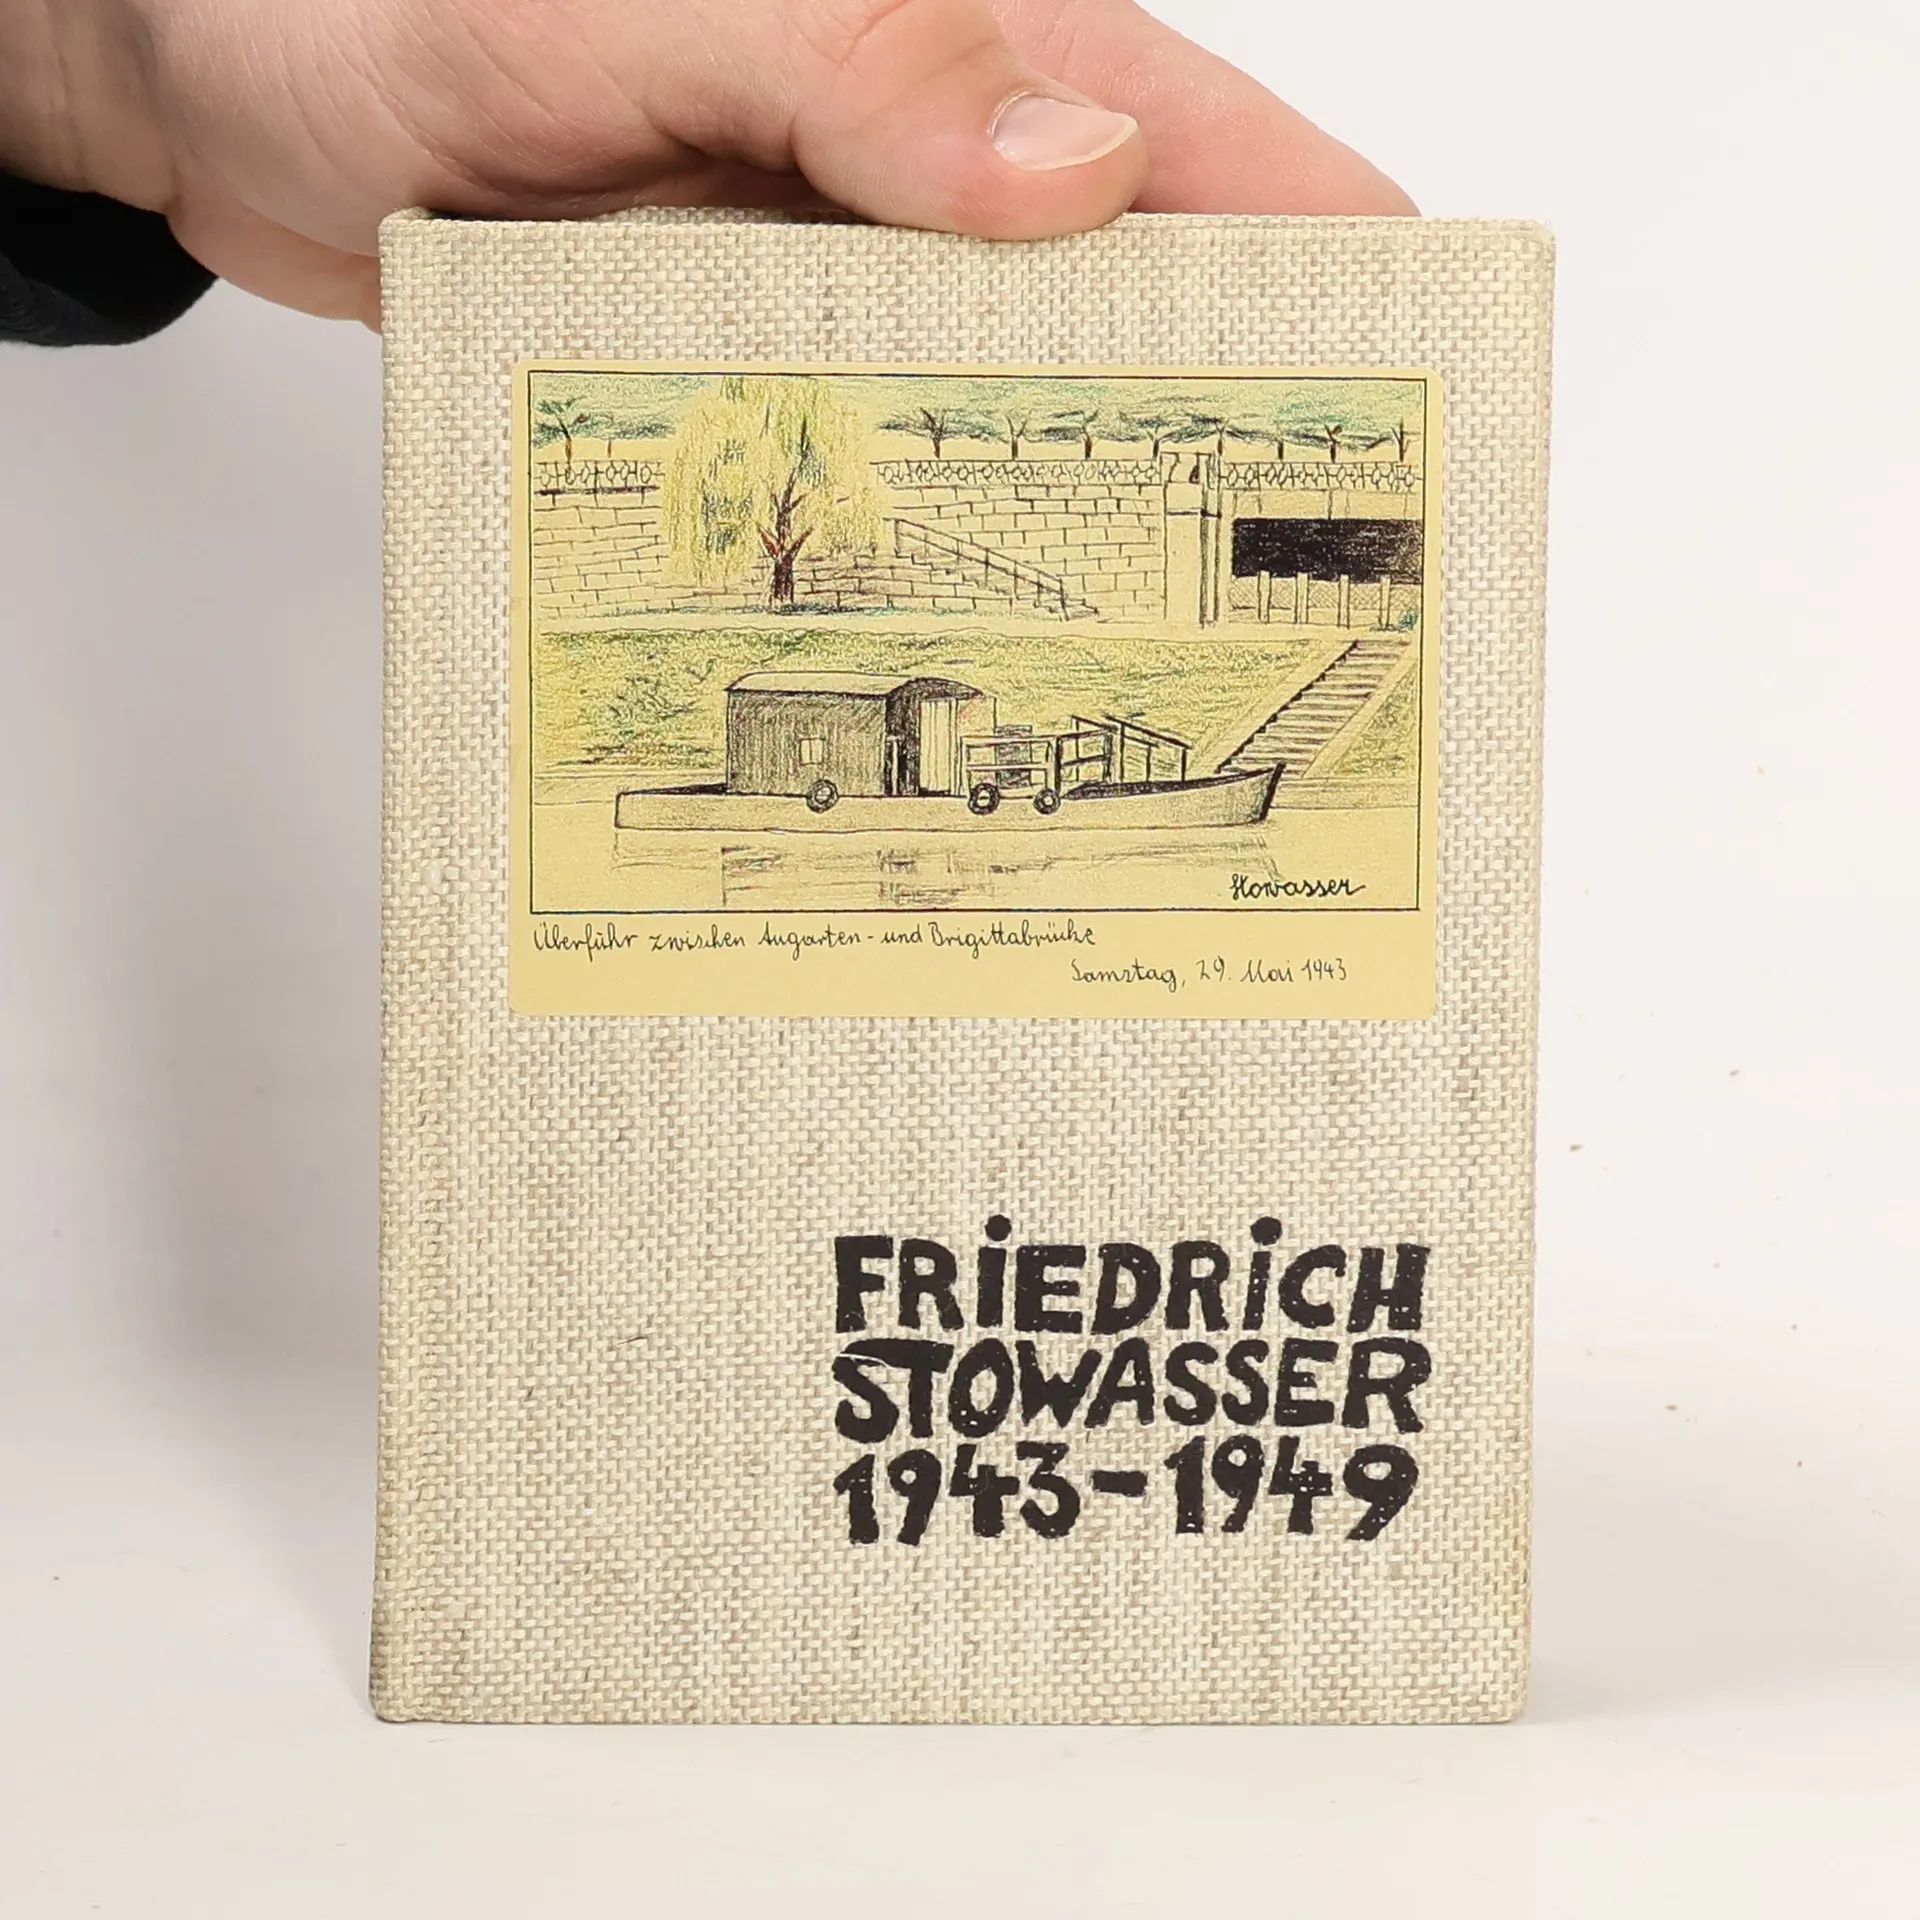 Stowasser
Überfuhr zwischen Augarten- und Brigittabrücke
Samstag, 29. Mai 1943
FRiEDRiCH
STOWASSER
1943-1949